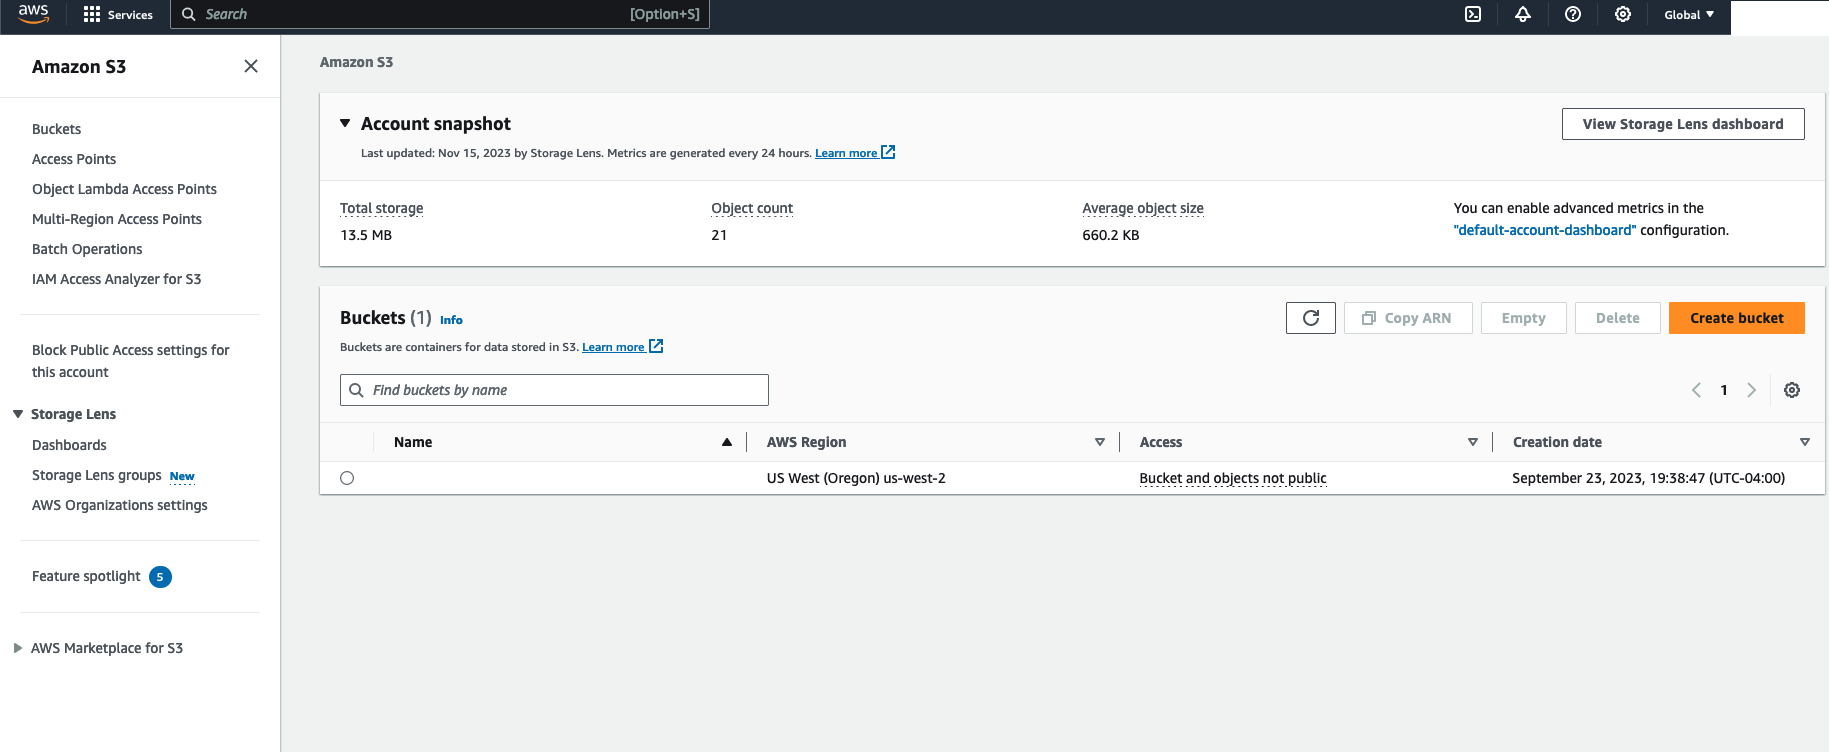 aws
Services
Search
[Option+S]
Global
Amazon S3
Buckets
Access Points
Object Lambda Access Points
Multi-Region Access Points
Batch Operations
IAM Access Analyzer for S3
Block Public Access settings for
this account
Storage Lens
Dashboards
Storage Lens groups New
AWS Organizations settings
Feature spotlight 5
AWS Marketplace for S3
Amazon S3
Account snapshot
View Storage Lens dashboard
Last updated: Nov 15, 2023 by Storage Lens. Metrics are generated every 24 hours. Learn more
Total storage
13.5 MB
Object count
21
Average object size
660.2 KB
You can enable advanced metrics in the
"default-account-dashboard" configuration.
Buckets (1) Info
Copy ARN
Empty
Delete
Create bucket
Buckets are containers for data stored in S3. Learn more
Find buckets by name
1
Name
AWS Region
Access
Creation date
US West (Oregon) us-west-2
Bucket and objects not public
September 23, 2023, 19:38:47 (UTC-04:00)